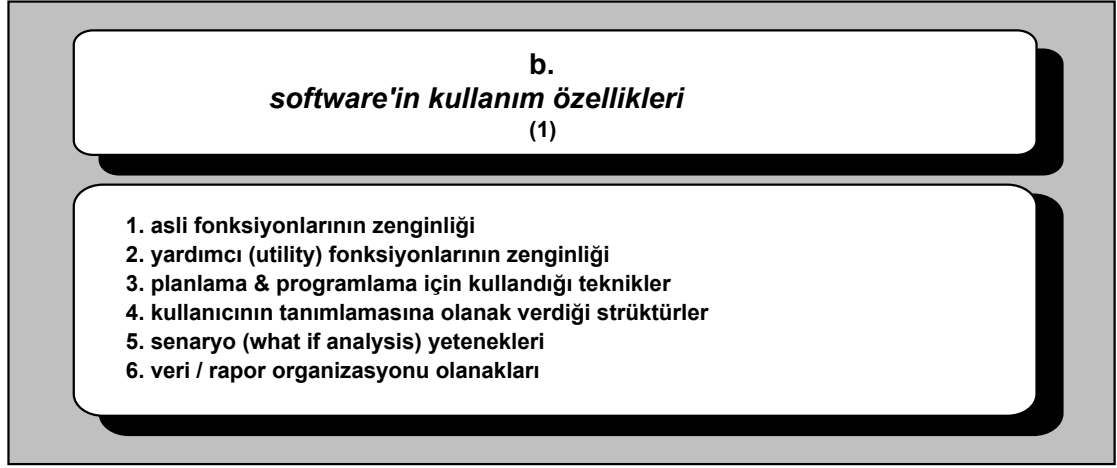 b.
software'in kullanım özellikleri
(1)
1. asli fonksiyonlarının zenginliği
2. yardımcı (utility) fonksiyonlarının zenginliği
3. planlama & programlama için kullandığı teknikler
4. kullanıcının tanımlamasına olanak verdiği strüktürler
5. senaryo (what if analysis) yetenekleri
6. veri / rapor organizasyonu olanakları